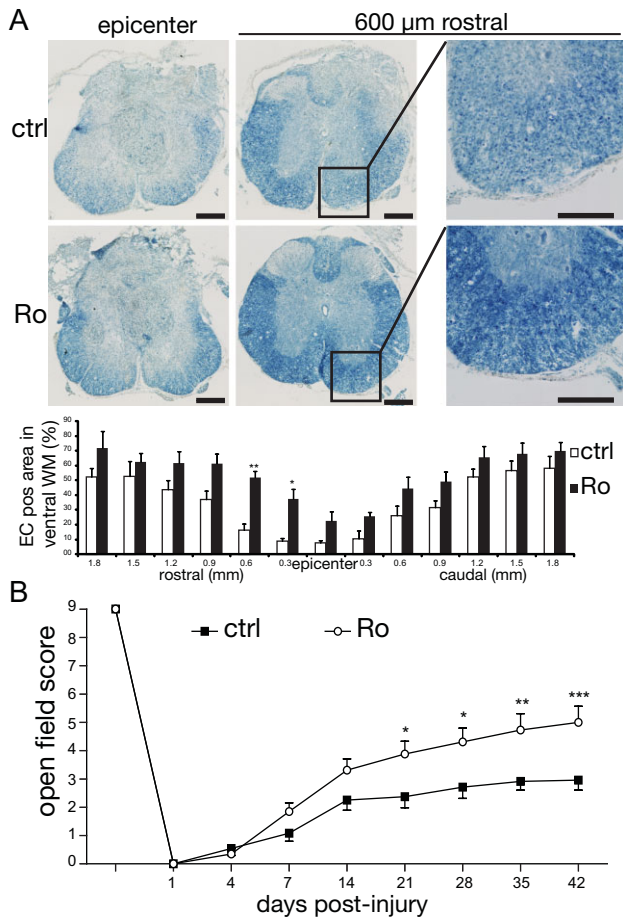 A
epicenter
600 μm rostral
ctrl
Ro
EC pos area in
ventral WM (%)
90
80
70
60
50
40
30
20
10
00
**
*
ctrl
Ro
1.8 1.5 1.2 0.9 0.6 0.3 epicenter 0.3 0.6 0.9 1.2 1.5 1.8
rostral (mm) caudal (mm)
B
open field score
9
8
7
6
5
4
3
2
1
0
ctrl Ro
* * ** ***
1 4 7 14 21 28 35 42
days post-injury